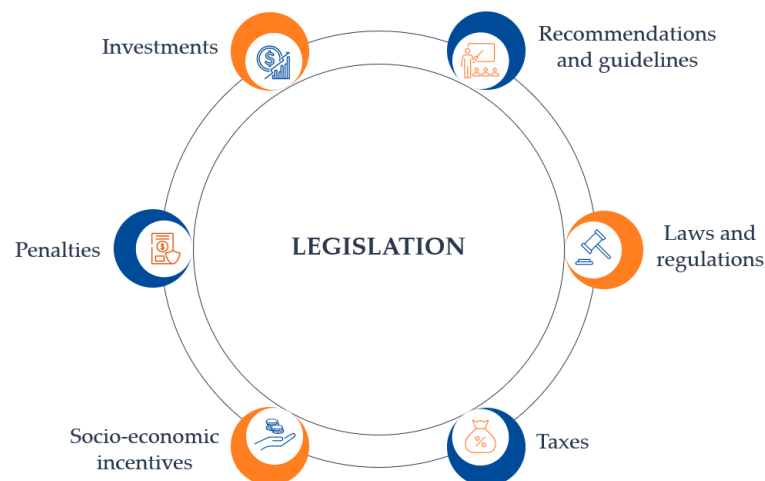 Investments
Recommendations
and guidelines
Penalties
LEGISLATION
Laws and
regulations
Socio-economic
incentives
Taxes
$
$
%